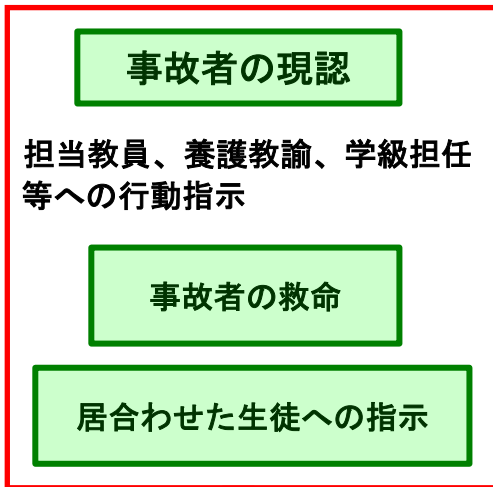 事故者の現認
担当教員、養護教諭、学級担任
等への行動指示
事故者の救命
居合わせた生徒への指示